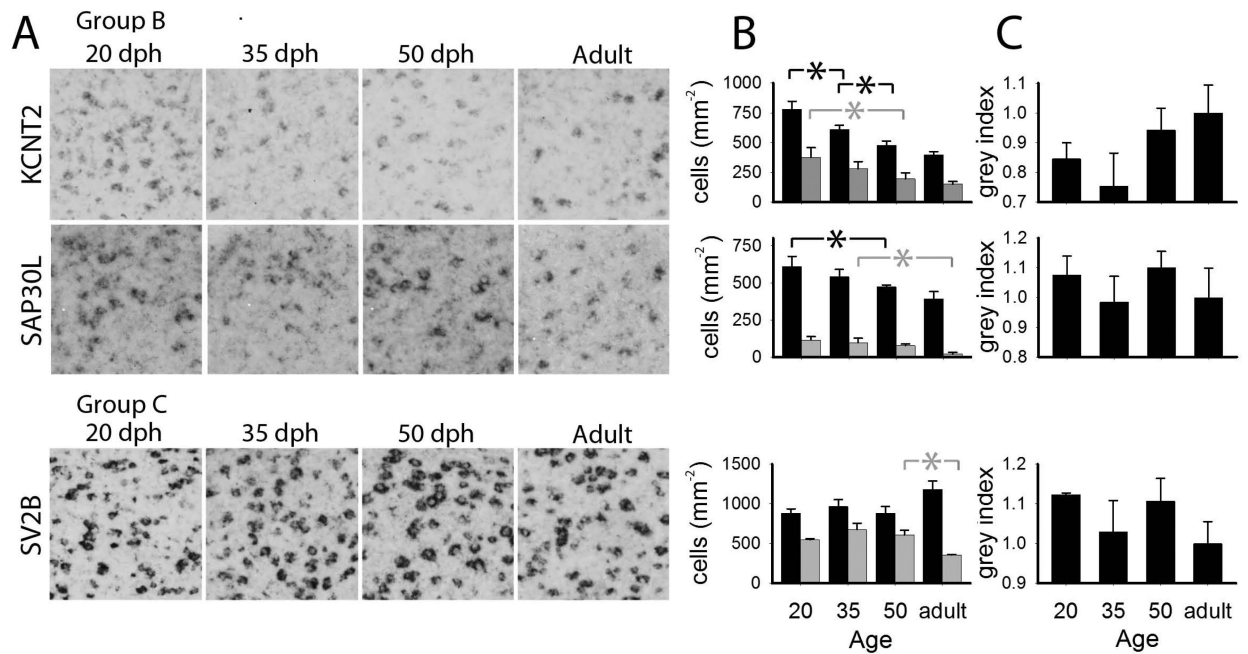 A
Group B
20 dph 35 dph 50 dph Adult
KCNT2
SAP30L
Group C
20 dph 35 dph 50 dph Adult
SV2B
B
cells (mm⁻²)
1000
750
500
250
0
* * *
cells (mm⁻²)
750
500
250
0
* *
cells (mm⁻²)
1500
1000
500
0
*
20 35 50 adult
Age
C
grey index
1.1
1.0
0.9
0.8
0.7
grey index
1.2
1.1
1.0
0.9
0.8
grey index
1.2
1.1
1.0
0.9
20 35 50 adult
Age